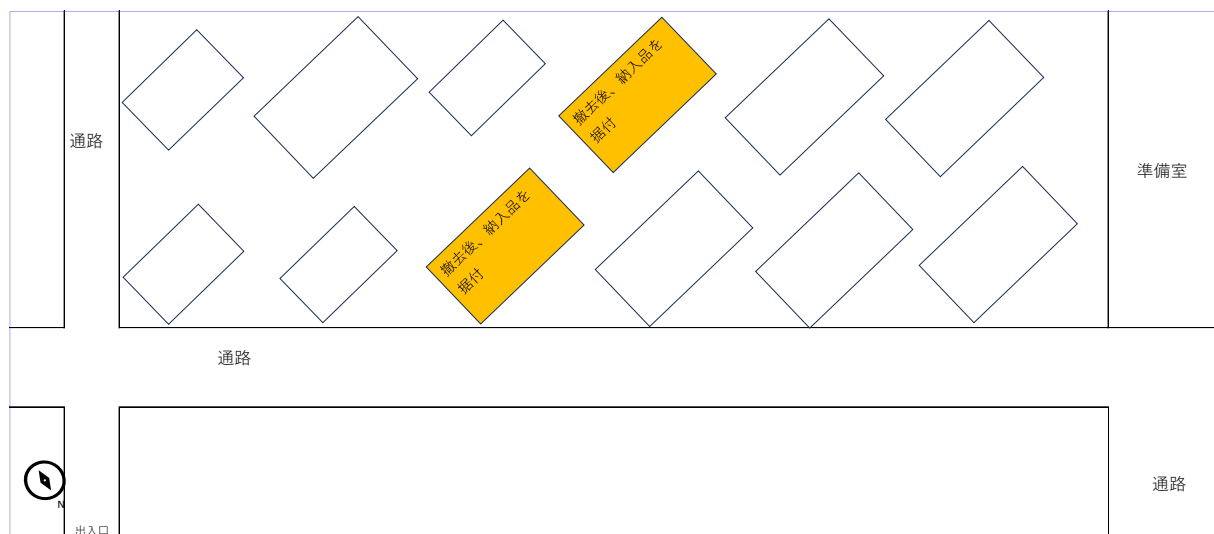 撤去後、納入品を
据付
通路
準備室
撤去後、納入品を
据付
通路
通路
N
出入口